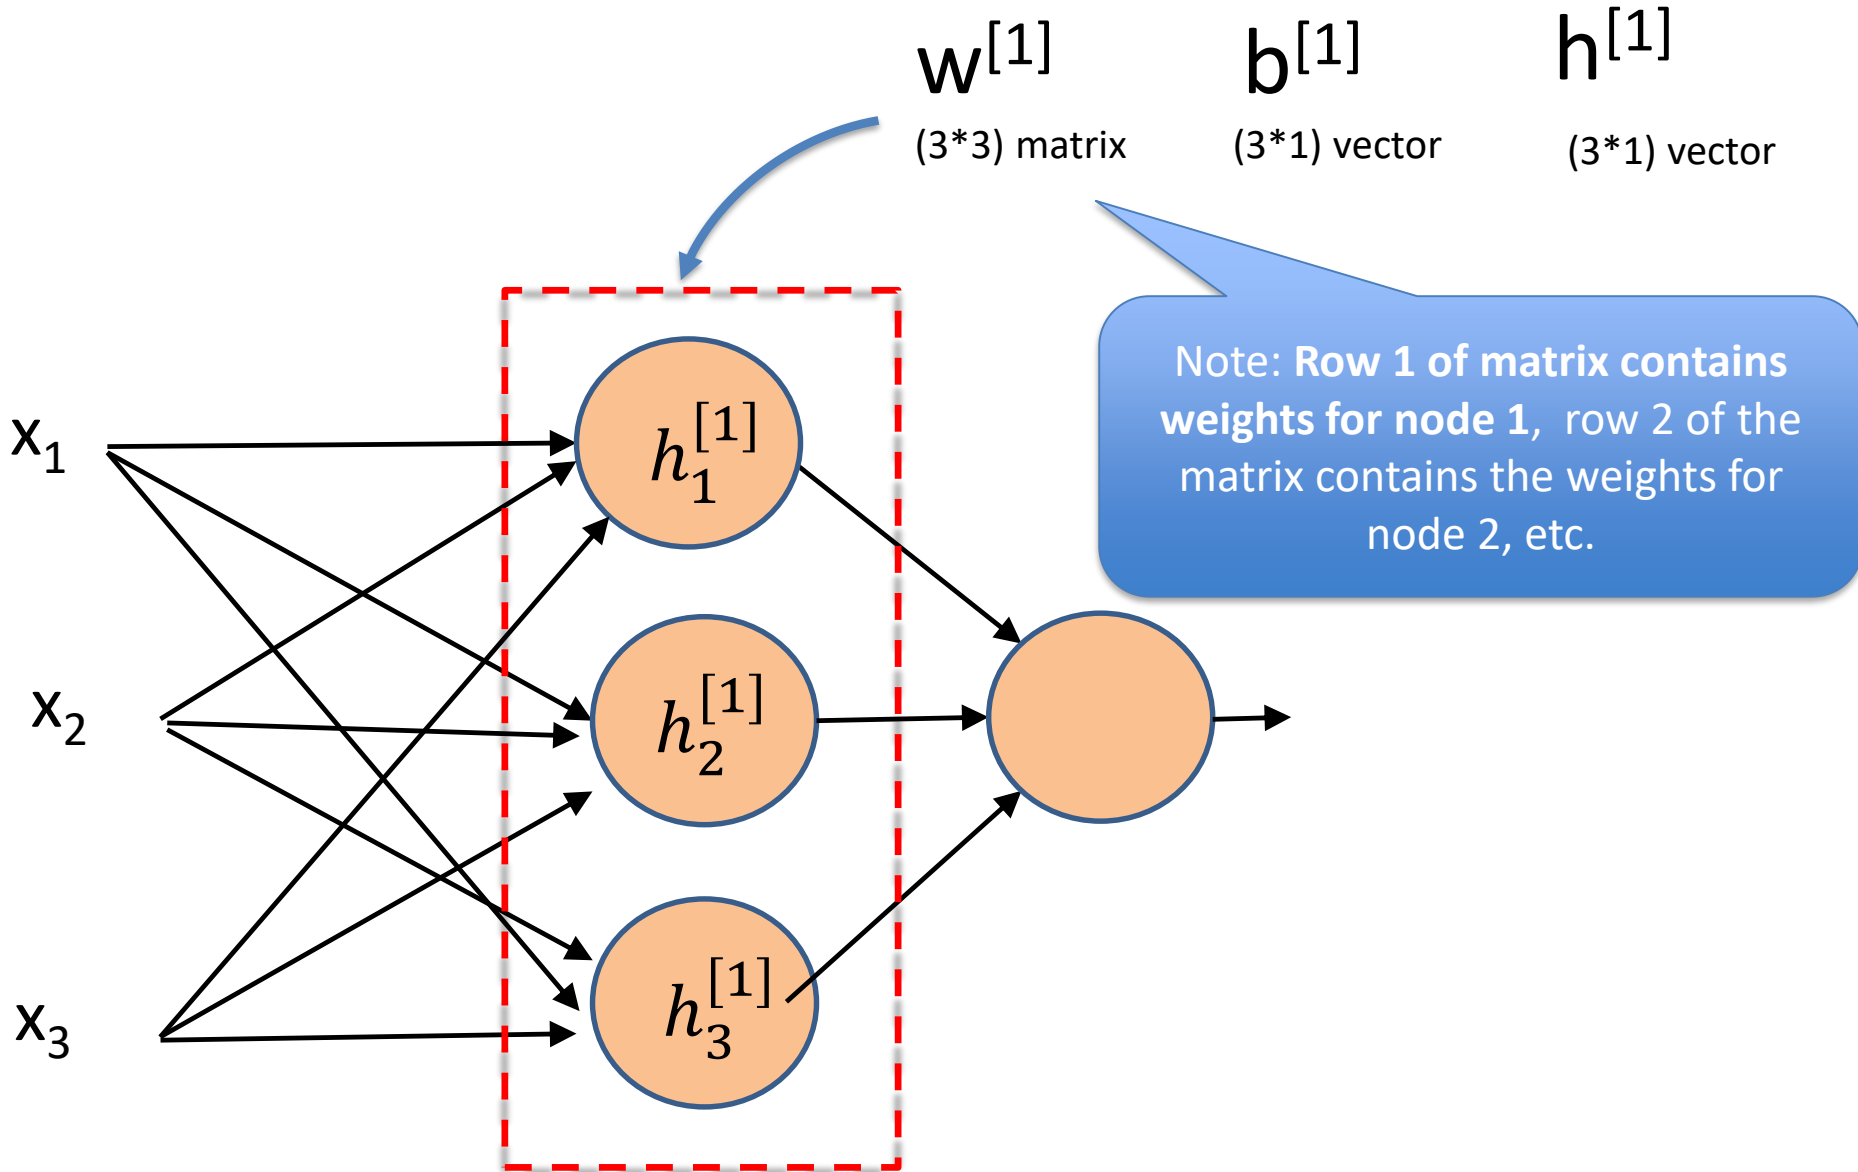 w[1] b[1] h[1]
(3*3) matrix (3*1) vector (3*1) vector
Note: Row 1 of matrix contains
weights for node 1, row 2 of the
matrix contains the weights for
node 2, etc.
x1
h1[1]
x2
h2[1]
x3
h3[1]